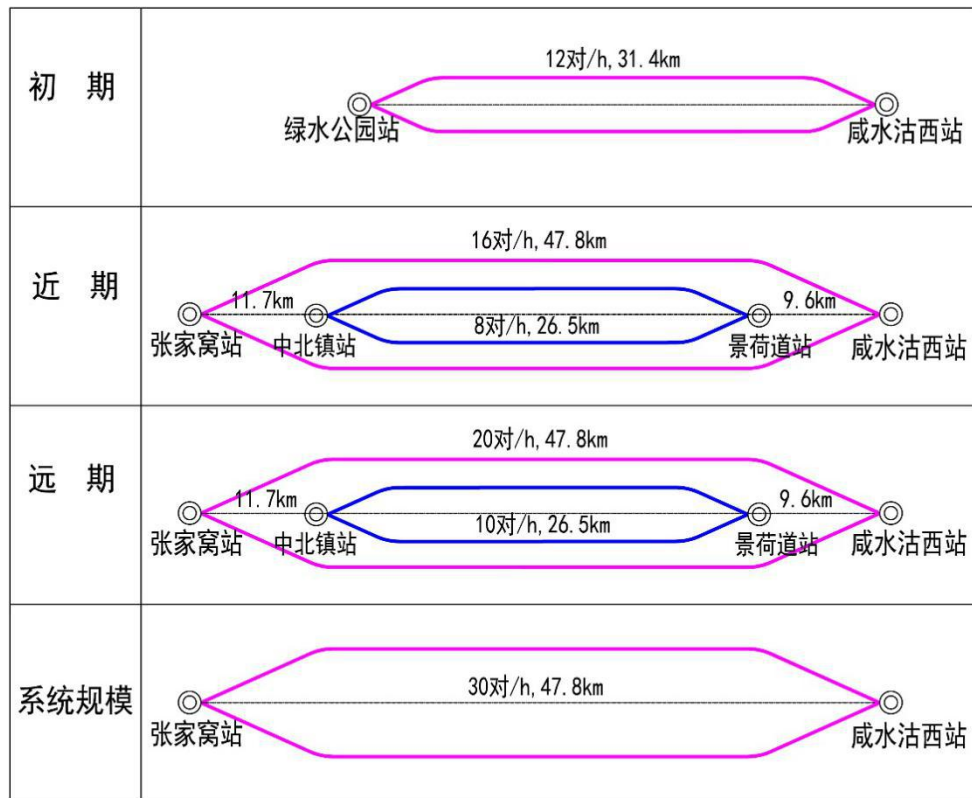 初 期
12对/h,31.4km
绿水公园站
咸水沽西站
近 期
16对/h,47.8km
11.7km
9.6km
8对/h,26.5km
张家窝站
中北镇站
景荷道站
咸水沽西站
远 期
20对/h,47.8km
11.7km
9.6km
10对/h,26.5km
张家窝站
中北镇站
景荷道站
咸水沽西站
系统规模
30对/h,47.8km
张家窝站
咸水沽西站